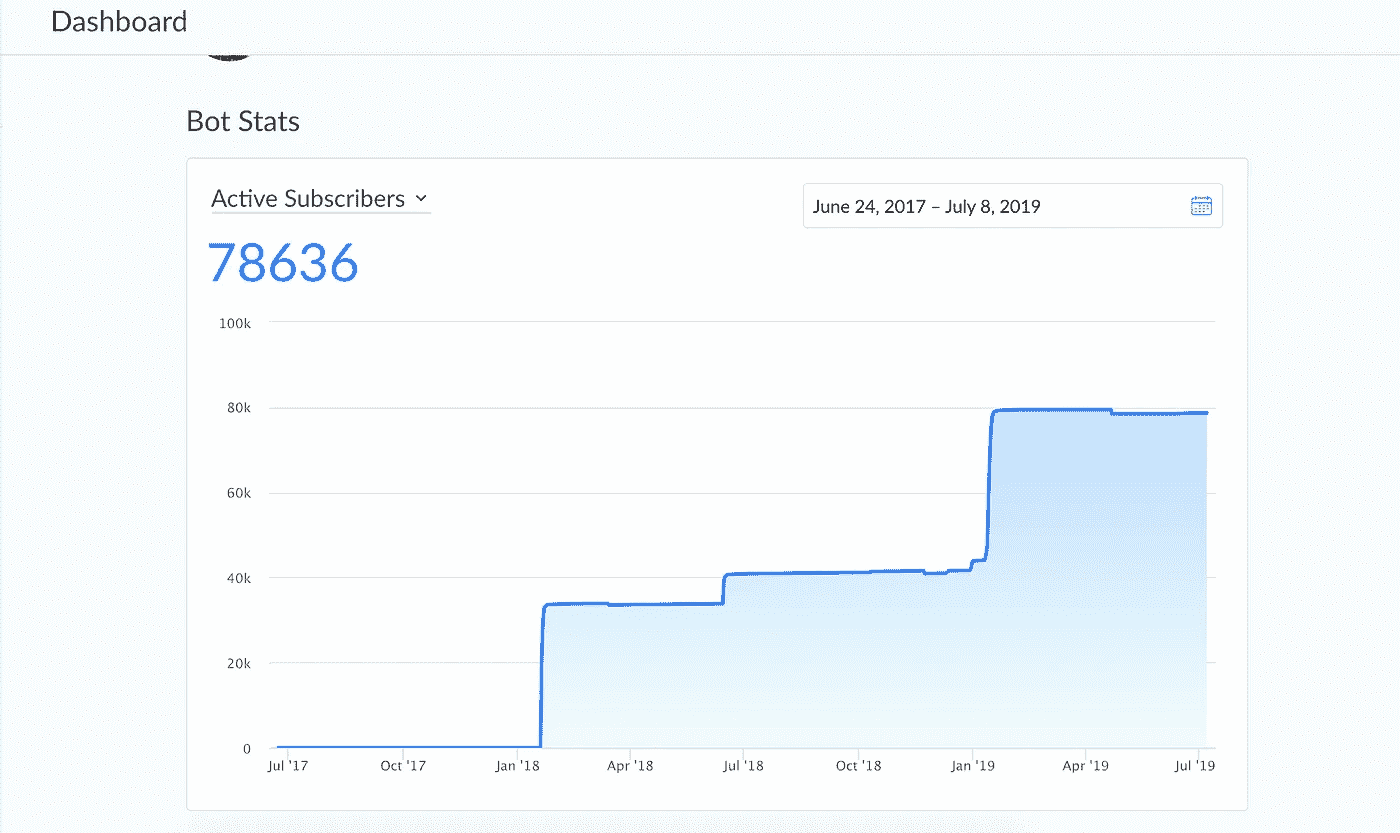 Dashboard
Bot Stats
Active Subscribers
June 24, 2017 – July 8, 2019
78636
100k
80k
60k
40k
20k
0
Jul '17 Oct '17 Jan '18 Apr '18 Jul '18 Oct '18 Jan '19 Apr '19 Jul '19